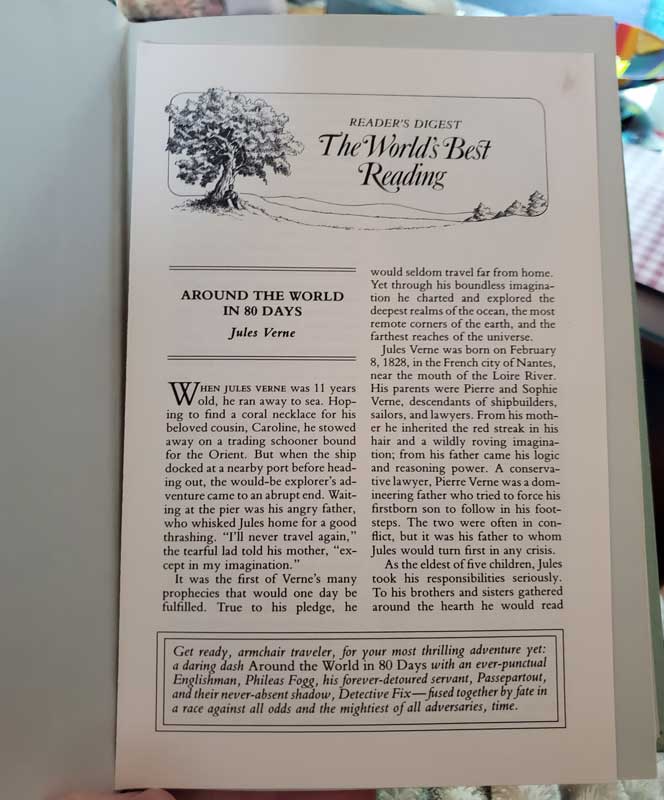 READER'S DIGEST
The World's Best
Reading
AROUND THE WORLD
IN 80 DAYS
Jules Verne
WHEN JULES VERNE was 11 years
old, he ran away to sea. Hop-
ing to find a coral necklace for his
beloved cousin, Caroline, he stowed
away on a trading schooner bound
for the Orient. But when the ship
docked at a nearby port before head-
ing out, the would-be explorer's ad-
venture came to an abrupt end. Wait-
ing at the pier was his angry father,
who whisked Jules home for a good
thrashing. "I'll never travel again,"
the tearful lad told his mother, "ex-
cept in my imagination."
It was the first of Verne's many
prophecies that would one day be
fulfilled. True to his pledge, he
would seldom travel far from home.
Yet through his boundless imagina-
tion he charted and explored the
deepest realms of the ocean, the most
remote corners of the earth, and the
farthest reaches of the universe.
Jules Verne was born on February
8, 1828, in the French city of Nantes,
near the mouth of the Loire River.
His parents were Pierre and Sophie
Verne, descendants of shipbuilders,
sailors, and lawyers. From his moth-
er he inherited the red streak in his
hair and a wildly roving imagina-
tion; from his father came his logic
and reasoning power. A conserva-
tive lawyer, Pierre Verne was a dom-
ineering father who tried to force his
firstborn son to follow in his foot-
steps. The two were often in con-
flict, but it was his father to whom
Jules would turn first in any crisis.
As the eldest of five children, Jules
took his responsibilities seriously.
To his brothers and sisters gathered
around the hearth he would read
Get ready, armchair traveler, for your most thrilling adventure yet:
a daring dash Around the World in 80 Days with an ever-punctual
Englishman, Phileas Fogg, his forever-detoured servant, Passepartout,
and their never-absent shadow, Detective Fix—fused together by fate in
a race against all odds and the mightiest of all adversaries, time.